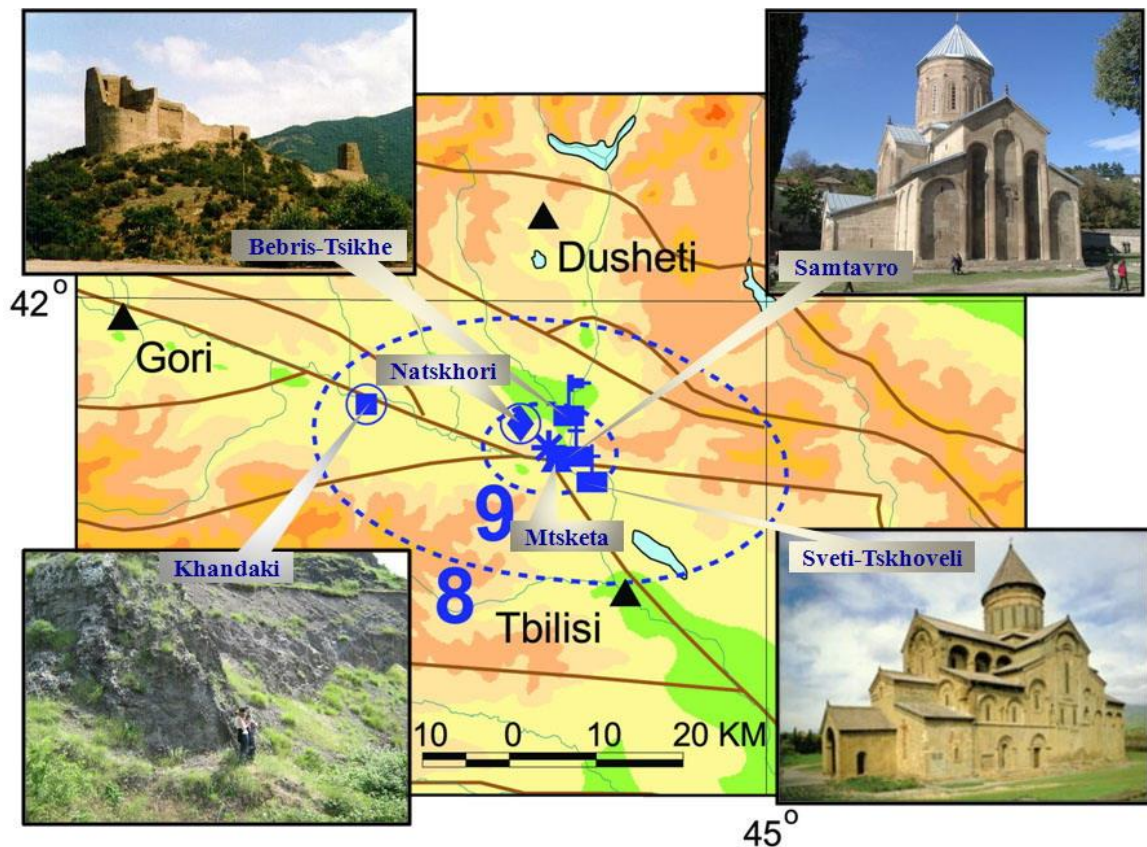 Bebris-Tsikhe
Samtavro
Dusheti
42°
Gori
Natskhori
9
Mtsketa
Khandaki
Sveti-Tskhoveli
8
Tbilisi
10 0 10 20 KM
45°